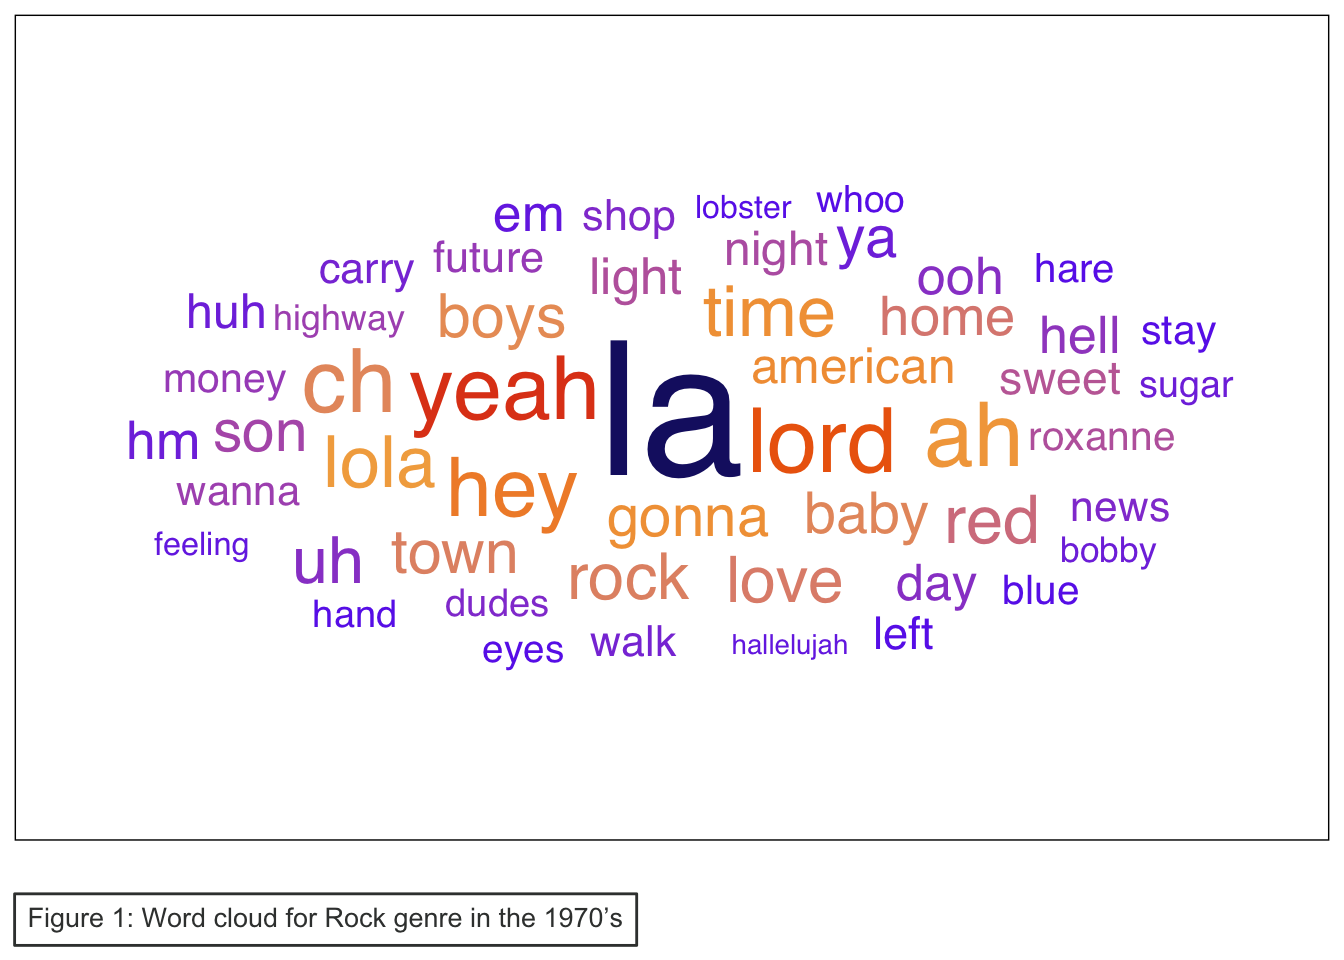 em shop lobster whoo
carry future light night ya ooh hare
huh highway boys time home hell stay
money ch yeah la american sweet sugar
hm son lola hey lord ah roxanne
wanna gonna baby red news
feeling uh town rock love day blue bobby
hand dudes eyes walk hallelujah left
Figure 1: Word cloud for Rock genre in the 1970’s